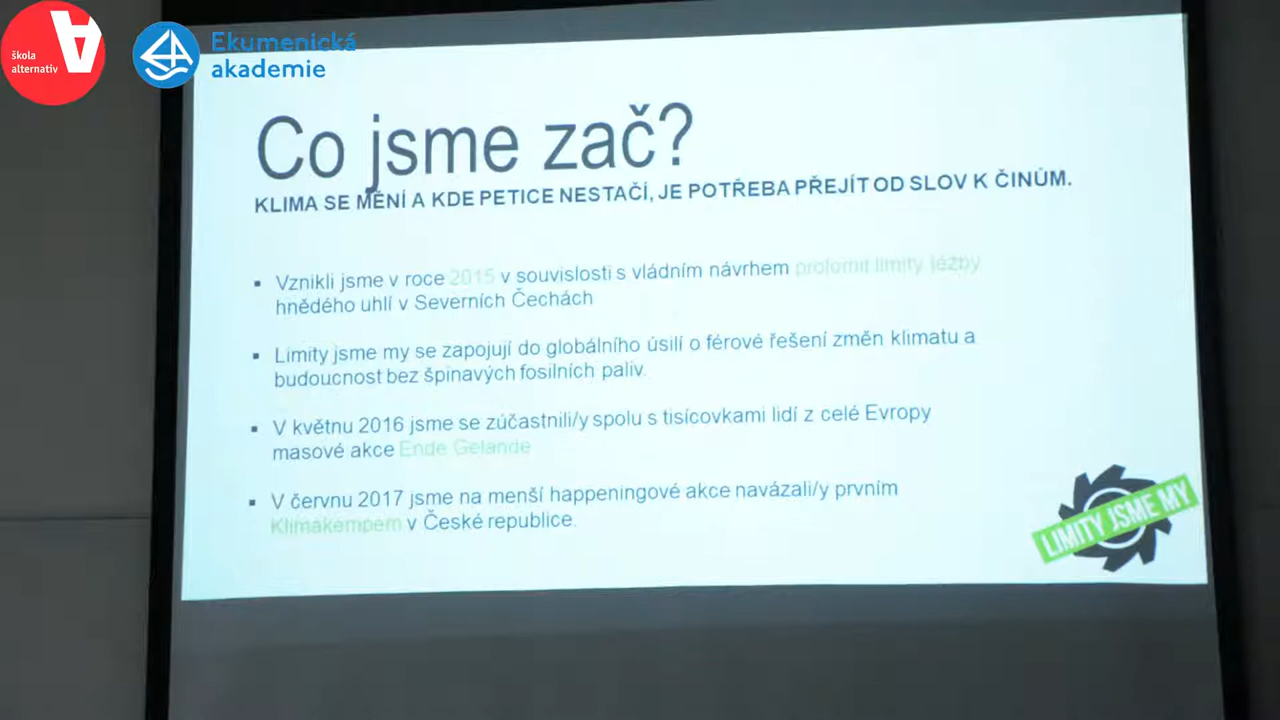 škola
alternativ
Ekumenická
akademie
Co jsme zač?
KLIMA SE MĚNÍ A KDE PETICE NESTAČÍ, JE POTŘEBA PŘEJÍT OD SLOV K ČINŮM.
Vznikli jsme v roce 2015 v souvislosti s vládním návrhem prolomit limity těžby
hnědého uhlí v Severních Čechách
Limity jsme my se zapojují do globálního úsilí o férové řešení změn klimatu a
budoucnost bez špinavých fosilních paliv.
V květnu 2016 jsme se zúčastnili/y spolu s tisícovkami lidí z celé Evropy
masové akce Ende Gelande
V červnu 2017 jsme na menší happeningové akce navázali/y prvním
Klimakempem v České republice.
LIMITY JSME MY